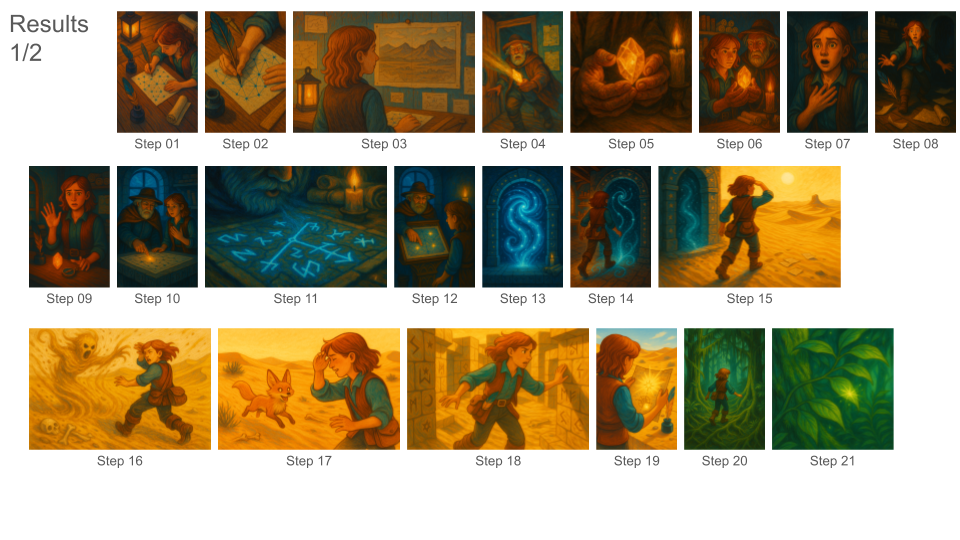 Results
1/2
Step 01
Step 02
Step 03
Step 04
Step 05
Step 06
Step 07
Step 08
Step 09
Step 10
Step 11
Step 12
Step 13
Step 14
Step 15
Step 16
Step 17
Step 18
Step 19
Step 20
Step 21